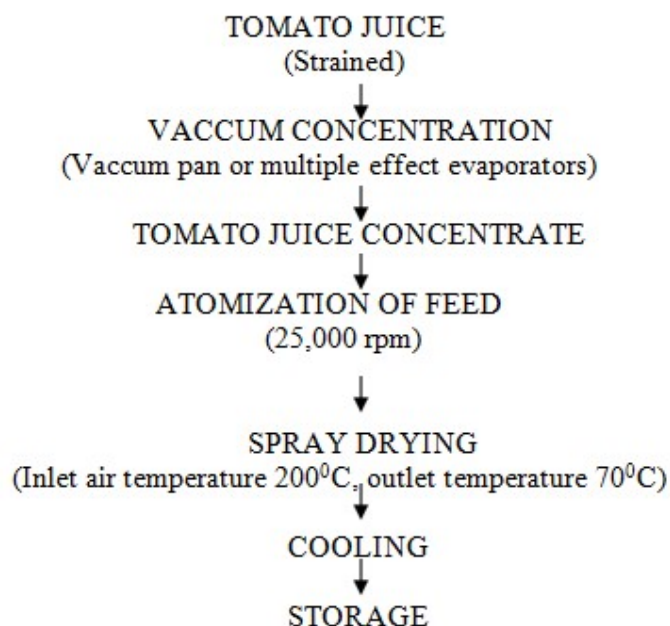 TOMATO JUICE
(Strained)
VACCUM CONCENTRATION
(Vaccum pan or multiple effect evaporators)
TOMATO JUICE CONCENTRATE
ATOMIZATION OF FEED
(25,000 rpm)
SPRAY DRYING
(Inlet air temperature 200⁰C, outlet temperature 70⁰C)
COOLING
STORAGE